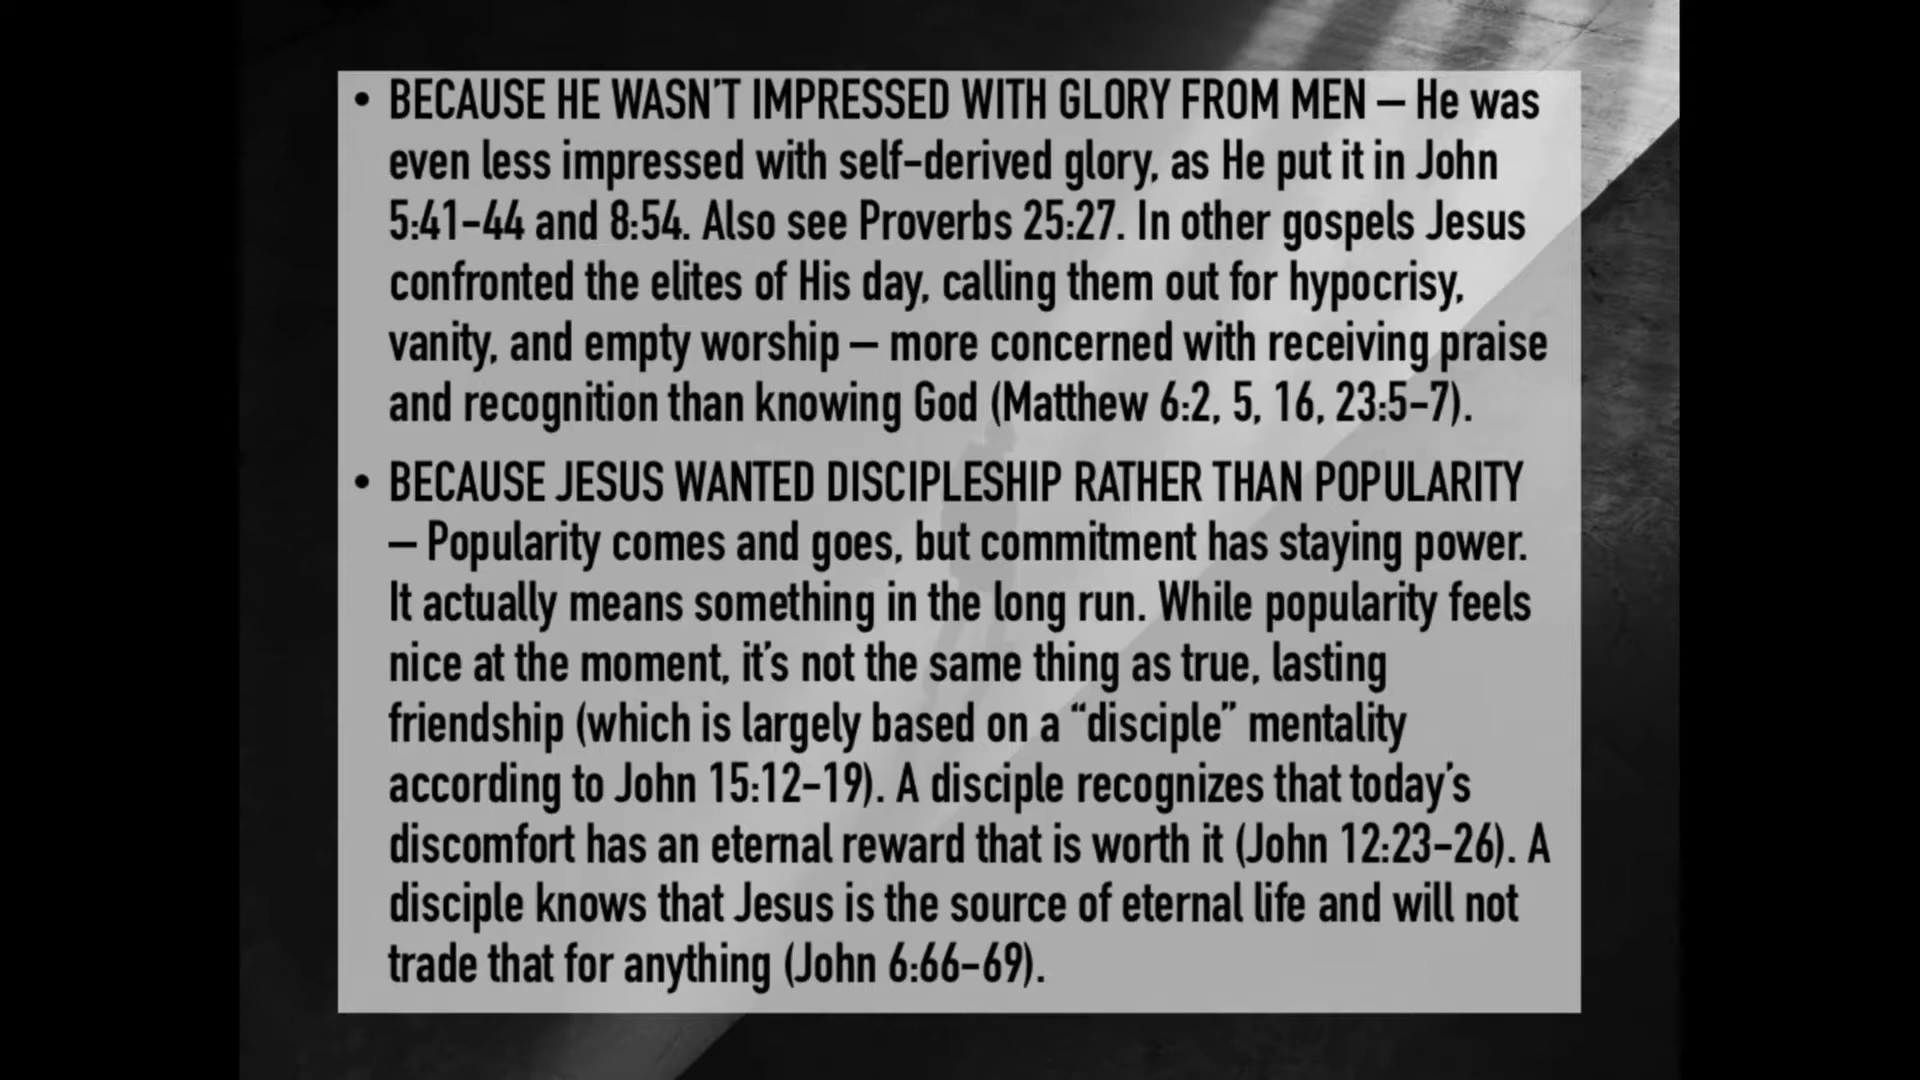 • BECAUSE HE WASN'T IMPRESSED WITH GLORY FROM MEN – He was
even less impressed with self-derived glory, as He put it in John
5:41-44 and 8:54. Also see Proverbs 25:27. In other gospels Jesus
confronted the elites of His day, calling them out for hypocrisy,
vanity, and empty worship – more concerned with receiving praise
and recognition than knowing God (Matthew 6:2, 5, 16, 23:5-7).
• BECAUSE JESUS WANTED DISCIPLESHIP RATHER THAN POPULARITY
– Popularity comes and goes, but commitment has staying power.
It actually means something in the long run. While popularity feels
nice at the moment, it's not the same thing as true, lasting
friendship (which is largely based on a “disciple” mentality
according to John 15:12-19). A disciple recognizes that today's
discomfort has an eternal reward that is worth it (John 12:23-26). A
disciple knows that Jesus is the source of eternal life and will not
trade that for anything (John 6:66-69).